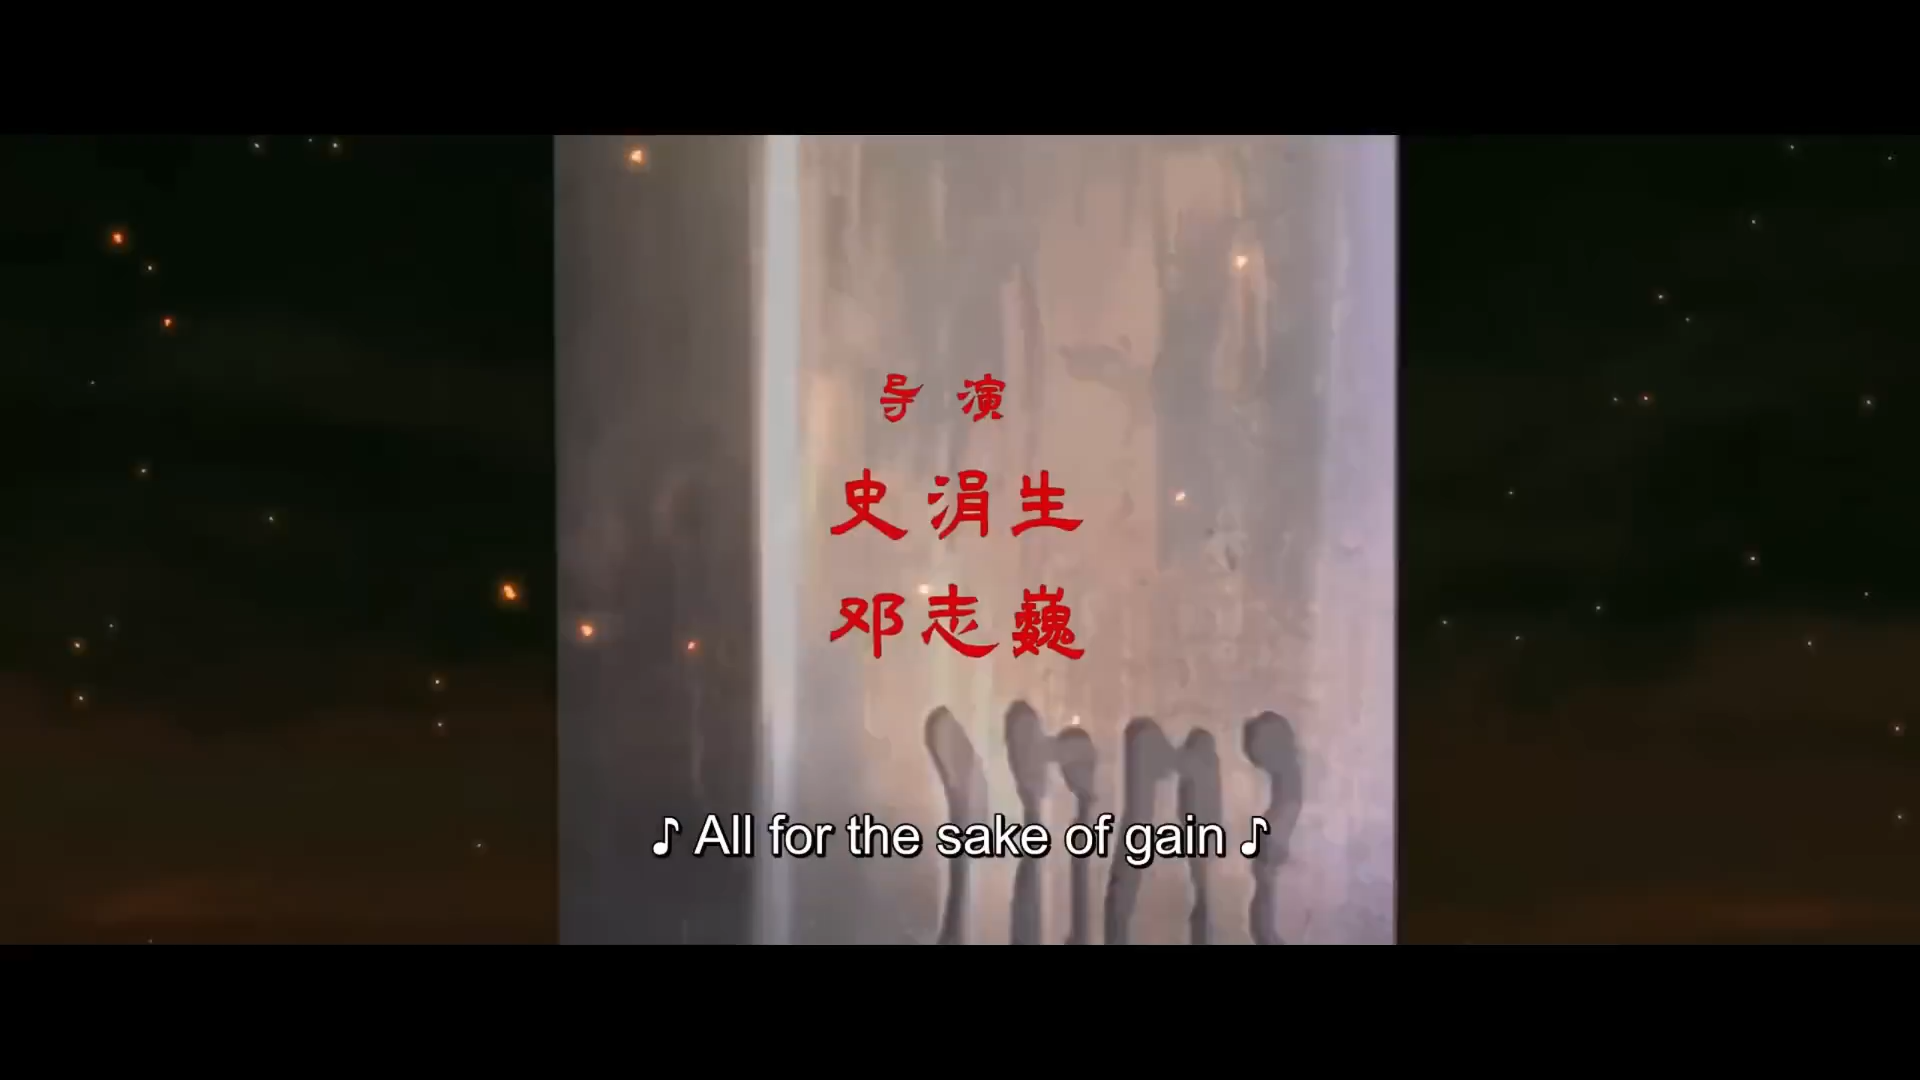 导演
史涓生
邓志巍
♪ All for the sake of gain ♪